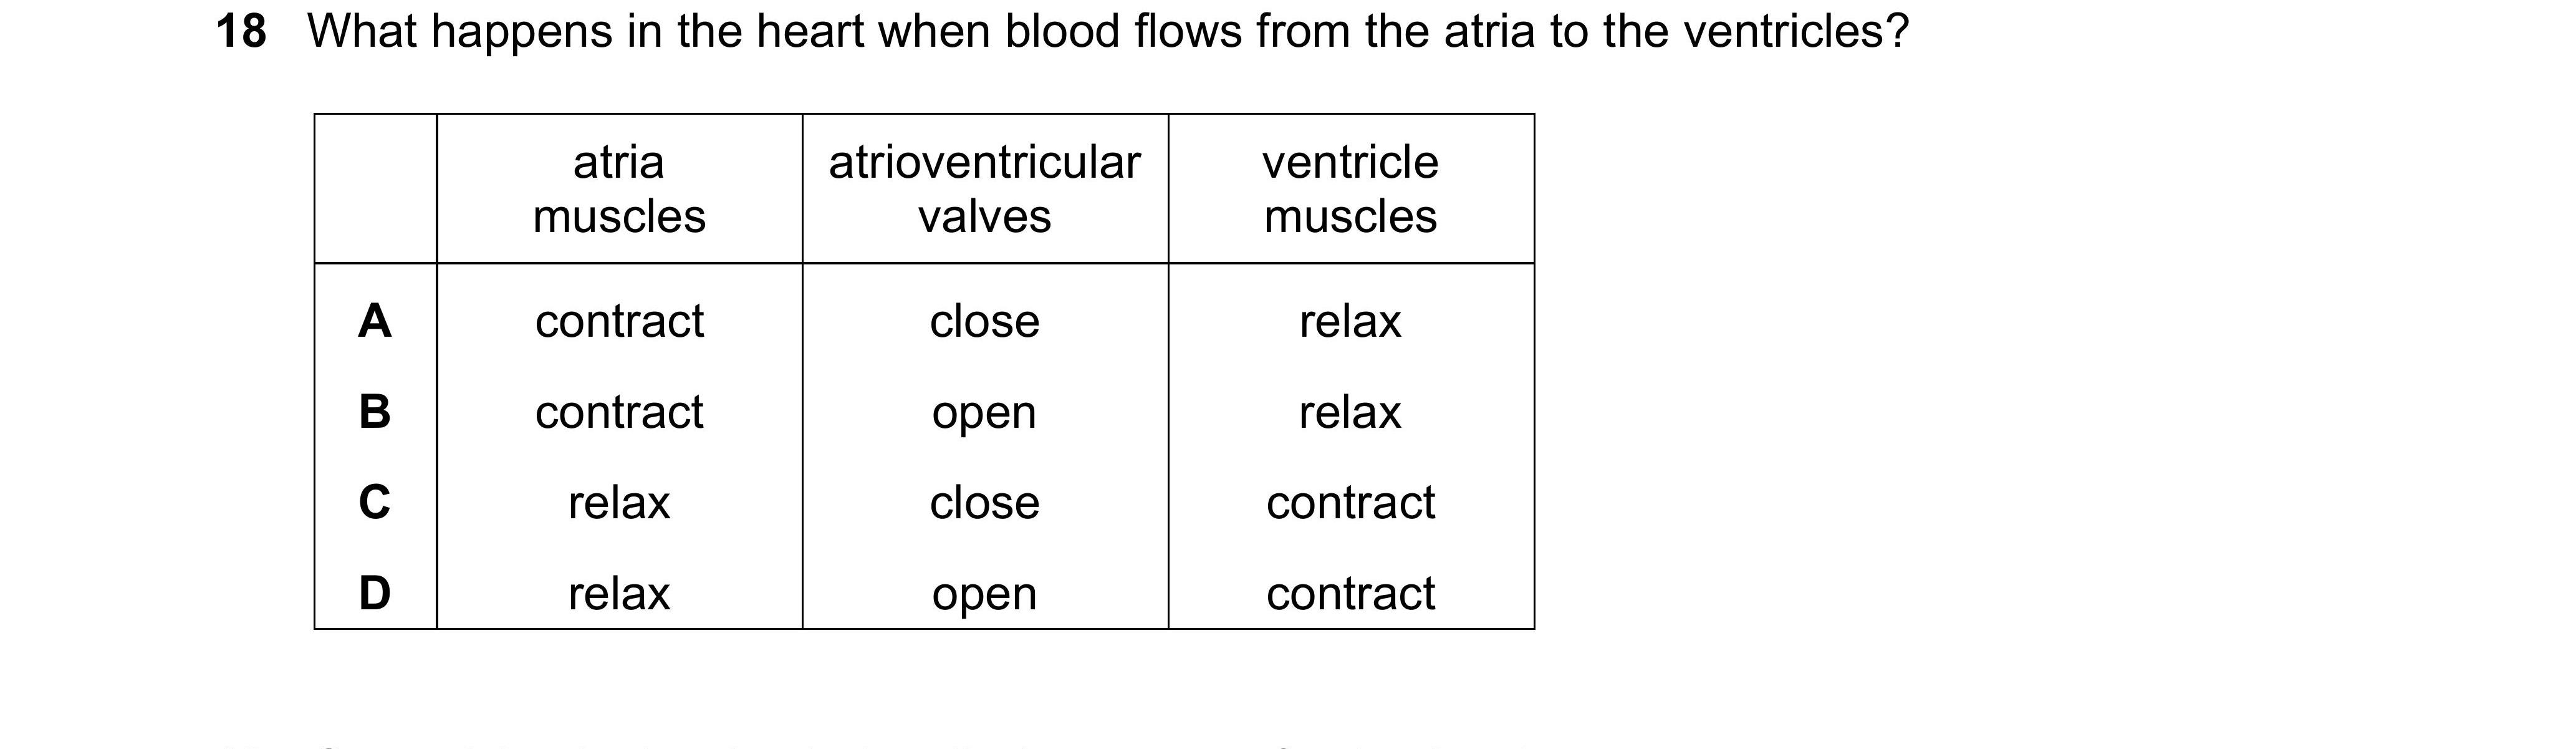 18 What happens in the heart when blood flows from the atria to the ventricles?
atria muscles atrioventricular valves ventricle muscles
A contract close relax
B contract open relax
C relax close contract
D relax open contract